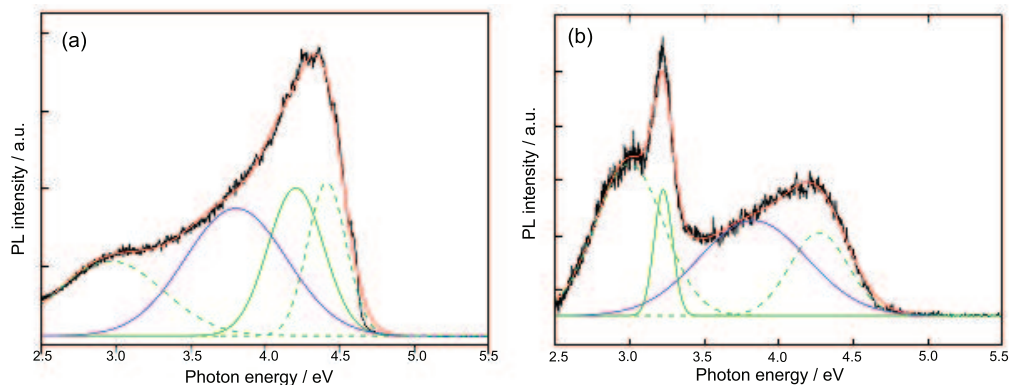 (a)
PL intensity / a.u.
2.5 3.0 3.5 4.0 4.5 5.0 5.5
Photon energy / eV
(b)
PL intensity / a.u.
2.5 3.0 3.5 4.0 4.5 5.0 5.5
Photon energy / eV